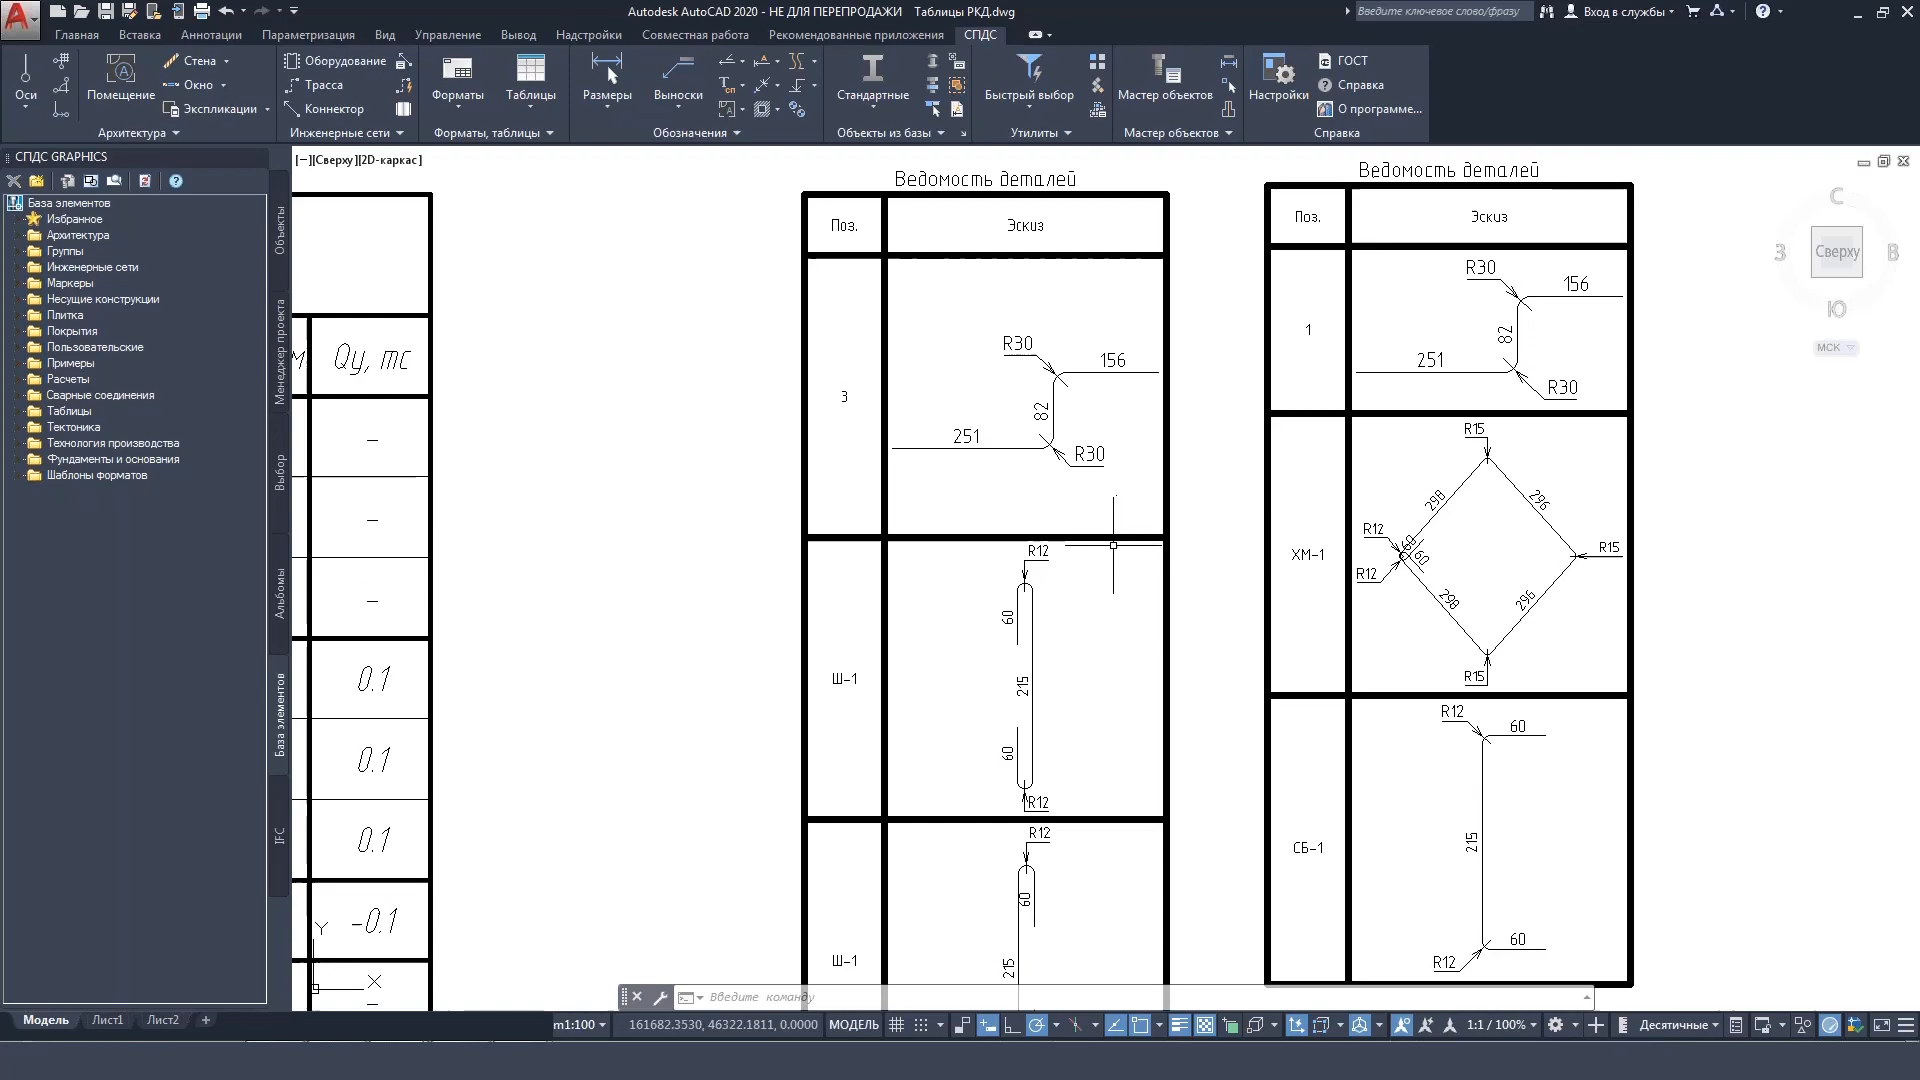 Autodesk AutoCAD 2020 - НЕ ДЛЯ ПЕРЕПРОДАЖИ Таблицы РКД.dwg
Введите ключевое слово/фразу
Вход в службы
Главная Вставка Аннотации Параметризация Вид Управление Вывод Надстройки Совместная работа Рекомендованные приложения СПДС
Оси
Помещение
Стена
Окно
Экспликации
Архитектура
Оборудование
Трасса
Коннектор
Инженерные сети
Форматы
Таблицы
Форматы, таблицы
Размеры
Выноски
Обозначения
Стандартные
Объекты из базы
Быстрый выбор
Утилиты
Мастер объектов
Мастер объектов
Настройки
ГОСТ
Справка
О программе...
Справка
СПДС GRAPHICS
База элементов
Избранное
Архитектура
Группы
Инженерные сети
Маркеры
Несущие конструкции
Плитка
Покрытия
Пользовательские
Примеры
Расчеты
Сварные соединения
Таблицы
Тектоника
Технология производства
Фундаменты и основания
Шаблоны форматов
Объекты
Менеджер проекта
Выбор
Альбомы
База элементов
IFC
[−][Сверху][2D-каркас]
Qy, тс
–
–
–
0.1
0.1
0.1
-0.1
–
Y
X
Ведомость деталей
Поз. Эскиз
3
R30
156
82
251
R30
Ш-1
R12
60
215
60
R12
Ш-1
R12
60
215
Ведомость деталей
Поз. Эскиз
1
R30
156
82
251
R30
ХМ-1
R15
298
296
R12
60
60
R12
R15
298
296
R15
СБ-1
R12
60
215
60
R12
С
З
Сверху
В
Ю
МСК
Введите команду
Модель Лист1 Лист2 +
m1:100 161682.3530, 46322.1811, 0.0000 МОДЕЛЬ 1:1 / 100% Десятичные